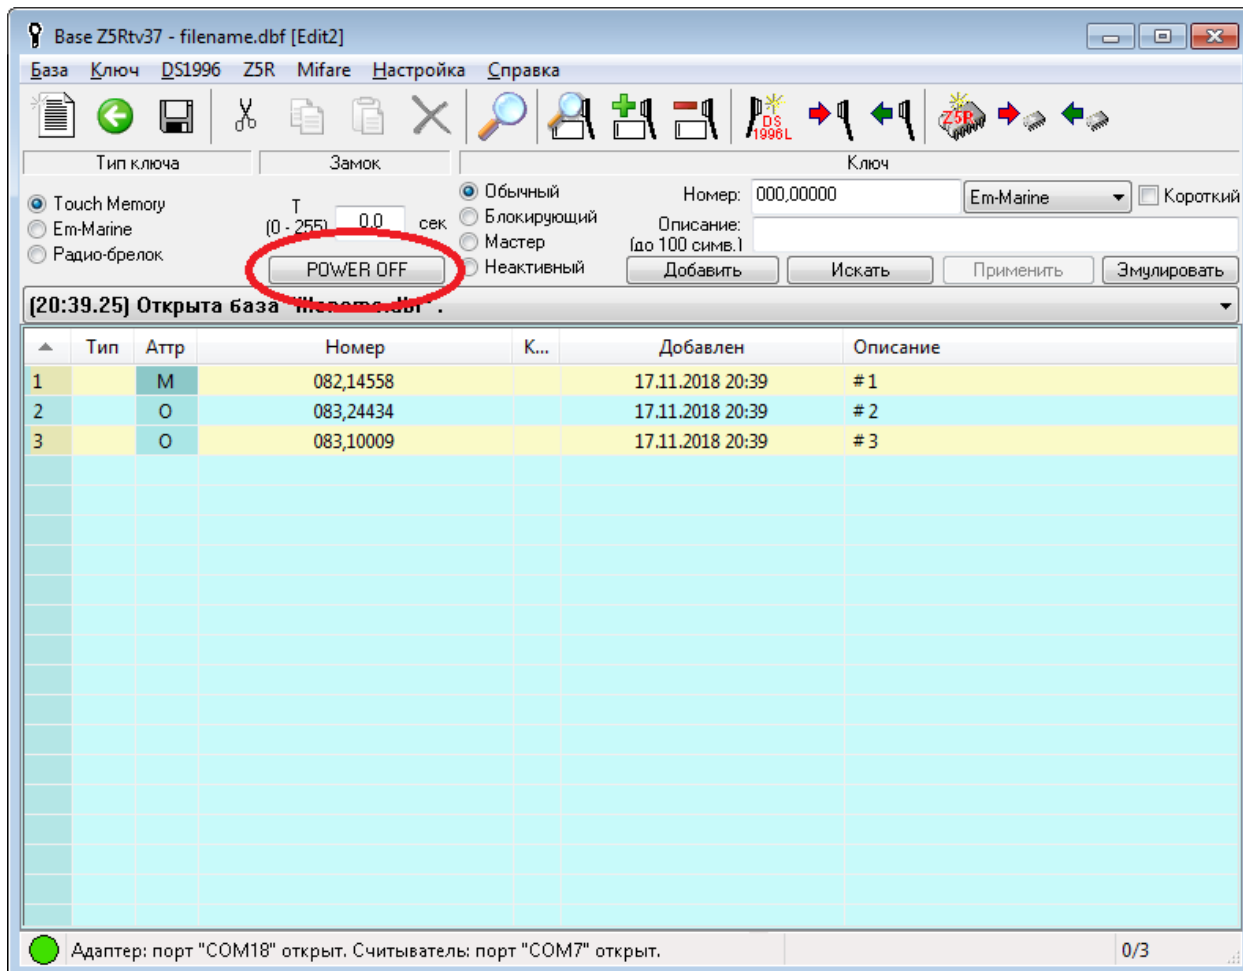 Base Z5Rtv37 - filename.dbf [Edit2]
База Ключ DS1996 Z5R Mifare Настройка Справка
DS 1996L Z5R
Тип ключа Замок Ключ
Touch Memory
Em-Marine
Радио-брелок
T
(0 - 255) 0.0 сек
POWER OFF
Обычный
Блокирующий
Мастер
Неактивный
Номер: 000,00000 Em-Marine Короткий
Описание:
(до 100 симв.)
Добавить Искать Применить Эмулировать
(20:39.25) Открыта база "filename.dbf".
Тип Аттр Номер К... Добавлен Описание
1 М 082,14558 17.11.2018 20:39 # 1
2 О 083,24434 17.11.2018 20:39 # 2
3 О 083,10009 17.11.2018 20:39 # 3
Адаптер: порт "COM18" открыт. Считыватель: порт "COM7" открыт. 0/3